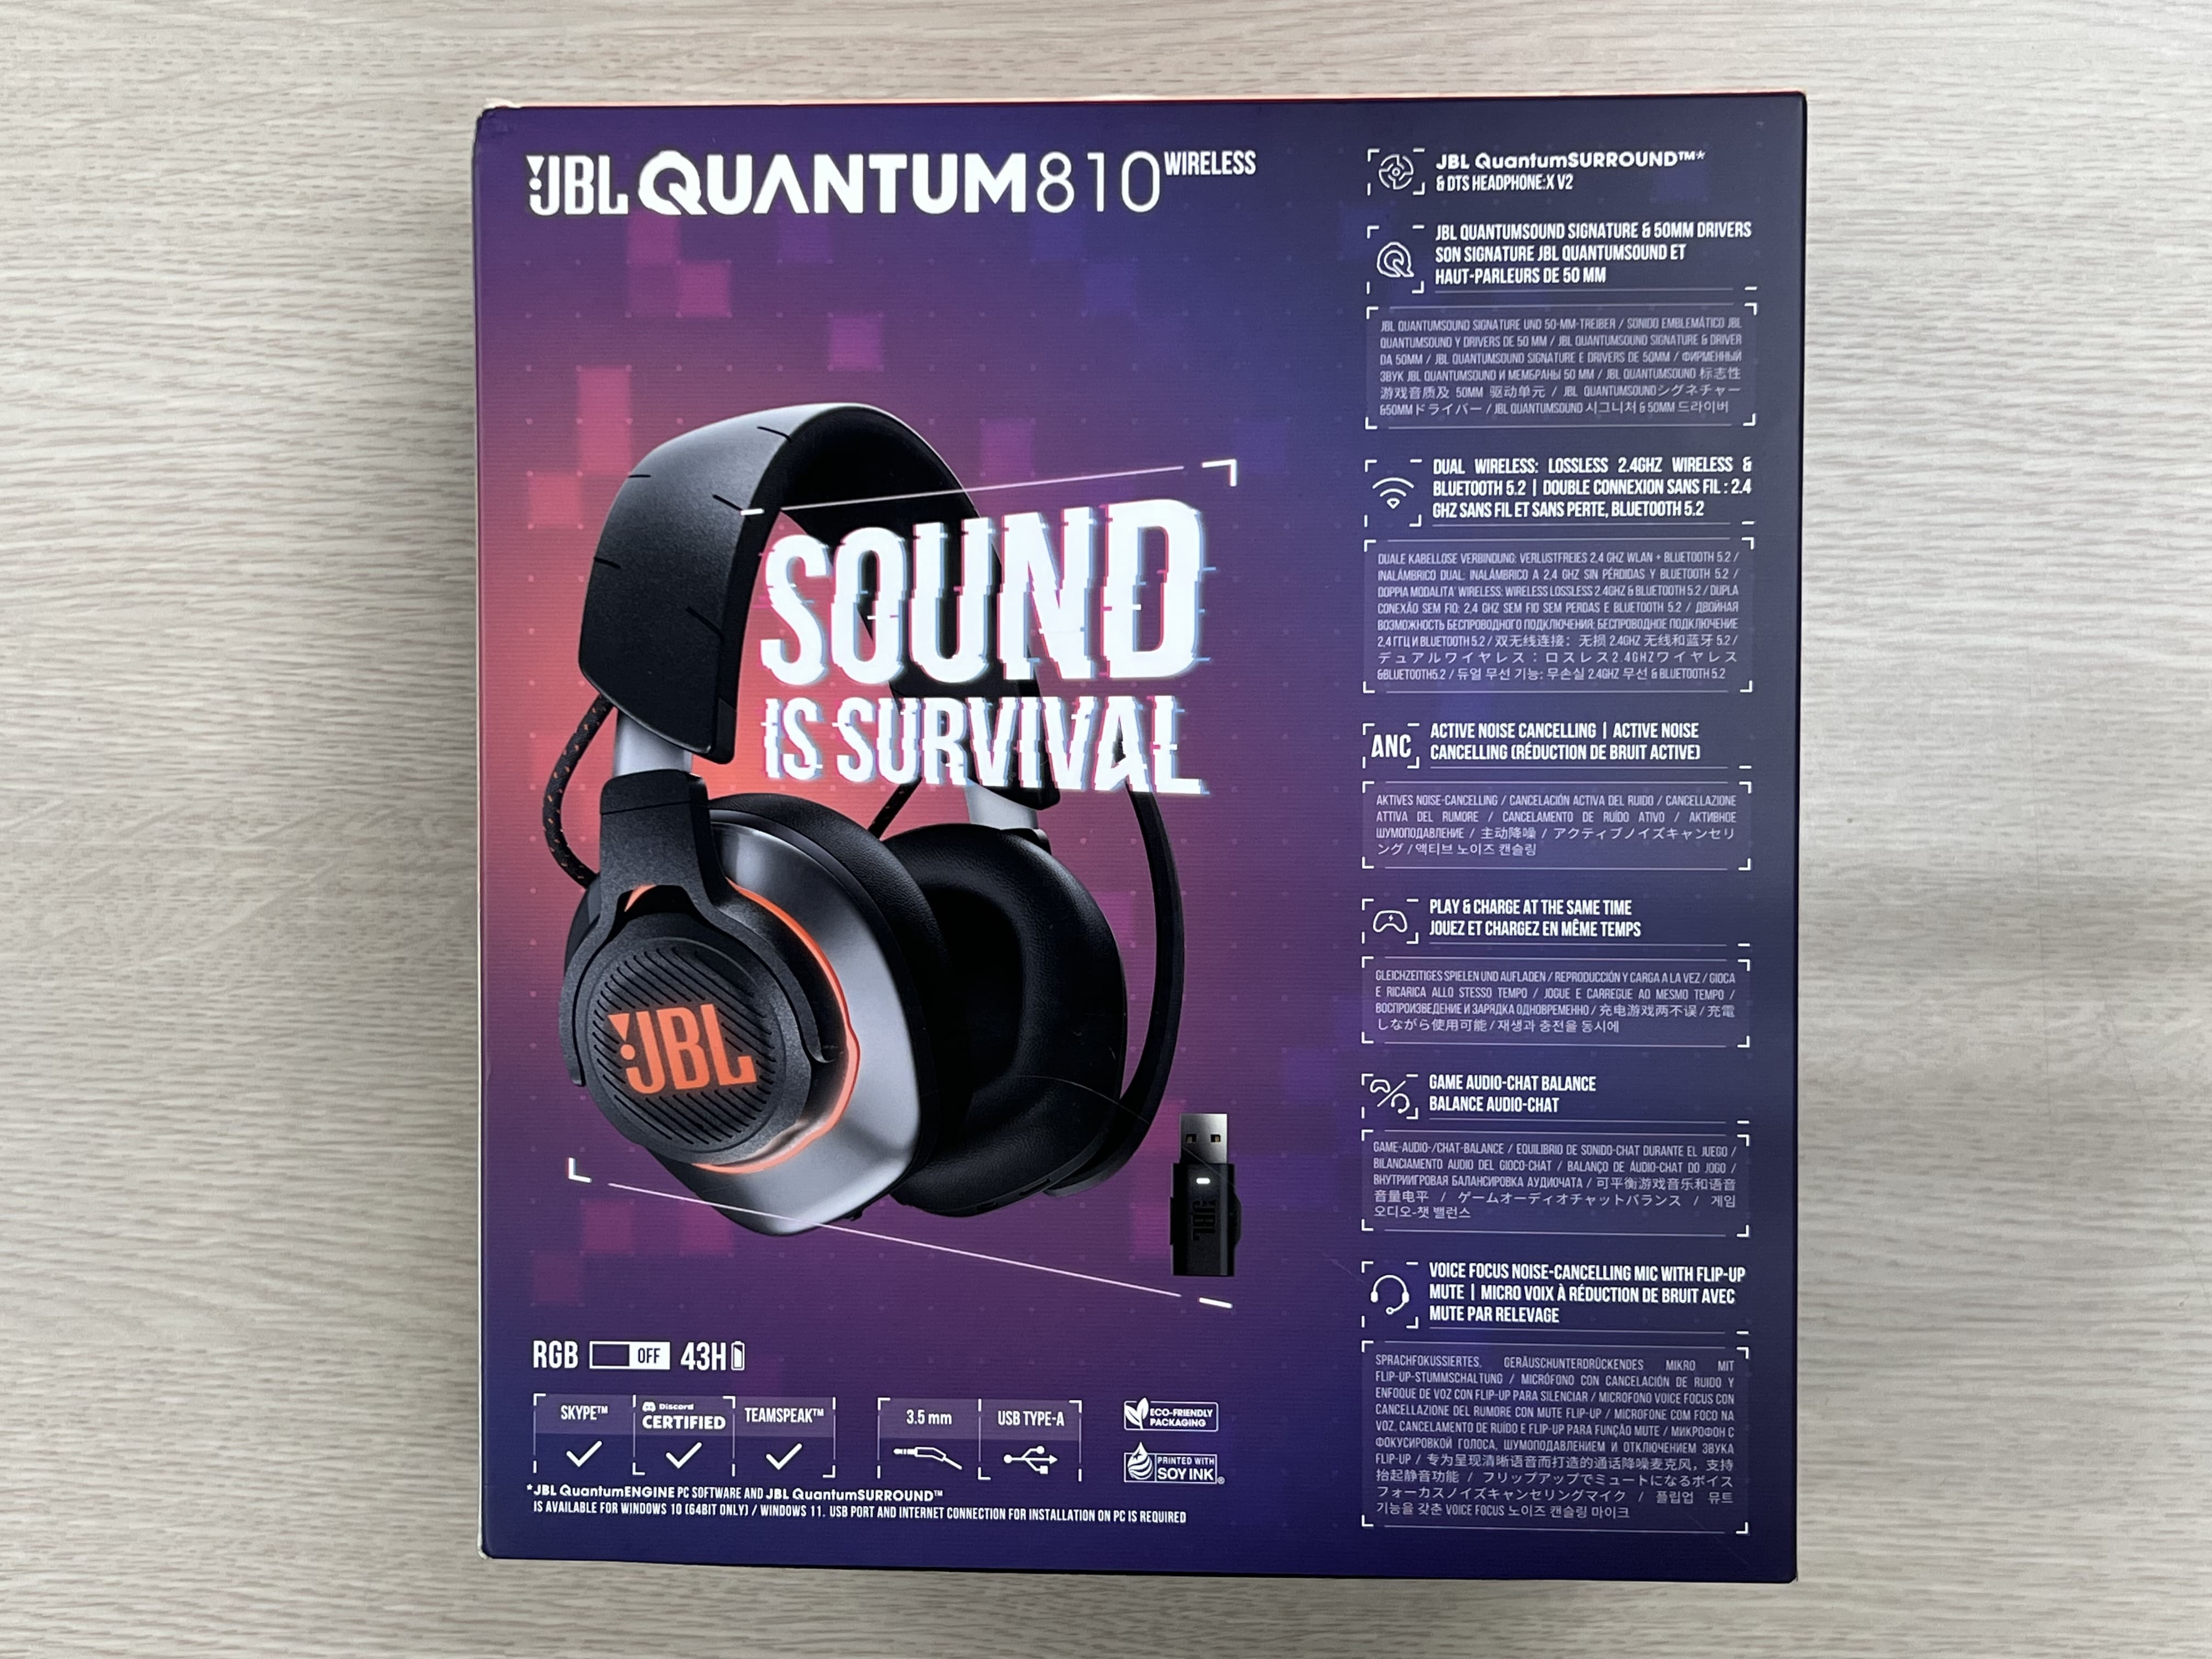 JBL QUANTUM810 WIRELESS
SOUND
IS SURVIVAL
JBL
JBL
RGB OFF 43H
SKYPE™
Discord
CERTIFIED
TEAMSPEAK™
3.5 mm
USB TYPE-A
ECO-FRIENDLY
PACKAGING
PRINTED WITH
SOY INK®
*JBL QuantumENGINE PC SOFTWARE AND JBL QuantumSURROUND™
IS AVAILABLE FOR WINDOWS 10 (64BIT ONLY) / WINDOWS 11. USB PORT AND INTERNET CONNECTION FOR INSTALLATION ON PC IS REQUIRED
JBL QuantumSURROUND™*
& DTS HEADPHONE:X V2
JBL QUANTUMSOUND SIGNATURE & 50MM DRIVERS
SON SIGNATURE JBL QUANTUMSOUND ET
HAUT-PARLEURS DE 50 MM
JBL QUANTUMSOUND SIGNATURE UND 50-MM-TREIBER / SONIDO EMBLEMÁTICO JBL
QUANTUMSOUND Y DRIVERS DE 50 MM / JBL QUANTUMSOUND SIGNATURE & DRIVER
DA 50MM / JBL QUANTUMSOUND SIGNATURE E DRIVERS DE 50MM / ФИРМЕННЫЙ
ЗВУК JBL QUANTUMSOUND И МЕМБРАНЫ 50 ММ / JBL QUANTUMSOUND 标志性
游戏音质及 50MM 驱动单元 / JBL QUANTUMSOUNDシグネチャー
&50MMドライバー / JBL QUANTUMSOUND 시그니처 & 50MM 드라이버
DUAL WIRELESS: LOSSLESS 2.4GHZ WIRELESS &
BLUETOOTH 5.2 | DOUBLE CONNEXION SANS FIL : 2.4
GHZ SANS FIL ET SANS PERTE, BLUETOOTH 5.2
DUALE KABELLOSE VERBINDUNG: VERLUSTFREIES 2,4 GHZ WLAN + BLUETOOTH 5.2 /
INALÁMBRICO DUAL: INALÁMBRICO A 2,4 GHZ SIN PÉRDIDAS Y BLUETOOTH 5.2 /
DOPPIA MODALITA' WIRELESS: WIRELESS LOSSLESS 2.4GHZ & BLUETOOTH 5.2 / DUPLA
CONEXÃO SEM FIO: 2,4 GHZ SEM FIO SEM PERDAS E BLUETOOTH 5.2 / ДВОЙНАЯ
ВОЗМОЖНОСТЬ БЕСПРОВОДНОГО ПОДКЛЮЧЕНИЯ: БЕСПРОВОДНОЕ ПОДКЛЮЧЕНИЕ
2,4 ГГЦ И BLUETOOTH 5.2 / 双无线连接：无损 2.4GHZ 无线和蓝牙 5.2 /
デュアルワイヤレス：ロスレス2.4GHZワイヤレス
&BLUETOOTH5.2 / 듀얼 무선 기능: 무손실 2.4GHZ 무선 & BLUETOOTH 5.2
ANC
ACTIVE NOISE CANCELLING | ACTIVE NOISE
CANCELLING (RÉDUCTION DE BRUIT ACTIVE)
AKTIVES NOISE-CANCELLING / CANCELACIÓN ACTIVA DEL RUIDO / CANCELLAZIONE
ATTIVA DEL RUMORE / CANCELAMENTO DE RUÍDO ATIVO / АКТИВНОЕ
ШУМОПОДАВЛЕНИЕ / 主动降噪 / アクティブノイズキャンセリ
ング / 액티브 노이즈 캔슬링
PLAY & CHARGE AT THE SAME TIME
JOUEZ ET CHARGEZ EN MÊME TEMPS
GLEICHZEITIGES SPIELEN UND AUFLADEN / REPRODUCCIÓN Y CARGA A LA VEZ / GIOCA
E RICARICA ALLO STESSO TEMPO / JOGUE E CARREGUE AO MESMO TEMPO /
ВОСПРОИЗВЕДЕНИЕ И ЗАРЯДКА ОДНОВРЕМЕННО / 充电游戏两不误 / 充電
しながら使用可能 / 재생과 충전을 동시에
GAME AUDIO-CHAT BALANCE
BALANCE AUDIO-CHAT
GAME-AUDIO-/CHAT-BALANCE / EQUILIBRIO DE SONIDO-CHAT DURANTE EL JUEGO /
BILANCIAMENTO AUDIO DEL GIOCO-CHAT / BALANÇO DE ÁUDIO-CHAT DO JOGO /
ВНУТРИИГРОВАЯ БАЛАНСИРОВКА АУДИОЧАТА / 可平衡游戏音乐和语音
音量电平 / ゲームオーディオチャットバランス / 게임
오디오-챗 밸런스
VOICE FOCUS NOISE-CANCELLING MIC WITH FLIP-UP
MUTE | MICRO VOIX À RÉDUCTION DE BRUIT AVEC
MUTE PAR RELEVAGE
SPRACHFOKUSSIERTES, GERÄUSCHUNTERDRÜCKENDES MIKRO MIT
FLIP-UP-STUMMSCHALTUNG / MICRÓFONO CON CANCELACIÓN DE RUIDO Y
ENFOQUE DE VOZ CON FLIP-UP PARA SILENCIAR / MICROFONO VOICE FOCUS CON
CANCELLAZIONE DEL RUMORE CON MUTE FLIP-UP / MICROFONE COM FOCO NA
VOZ, CANCELAMENTO DE RUÍDO E FLIP-UP PARA FUNÇÃO MUTE / МИКРОФОН С
ФОКУСИРОВКОЙ ГОЛОСА, ШУМОПОДАВЛЕНИЕМ И ОТКЛЮЧЕНИЕМ ЗВУКА
FLIP-UP / 专为呈现清晰语音而打造的通话降噪麦克风，支持
抬起静音功能 / フリップアップでミュートになるボイス
フォーカスノイズキャンセリングマイク / 플립업 뮤트
기능을 갖춘 VOICE FOCUS 노이즈 캔슬링 마이크